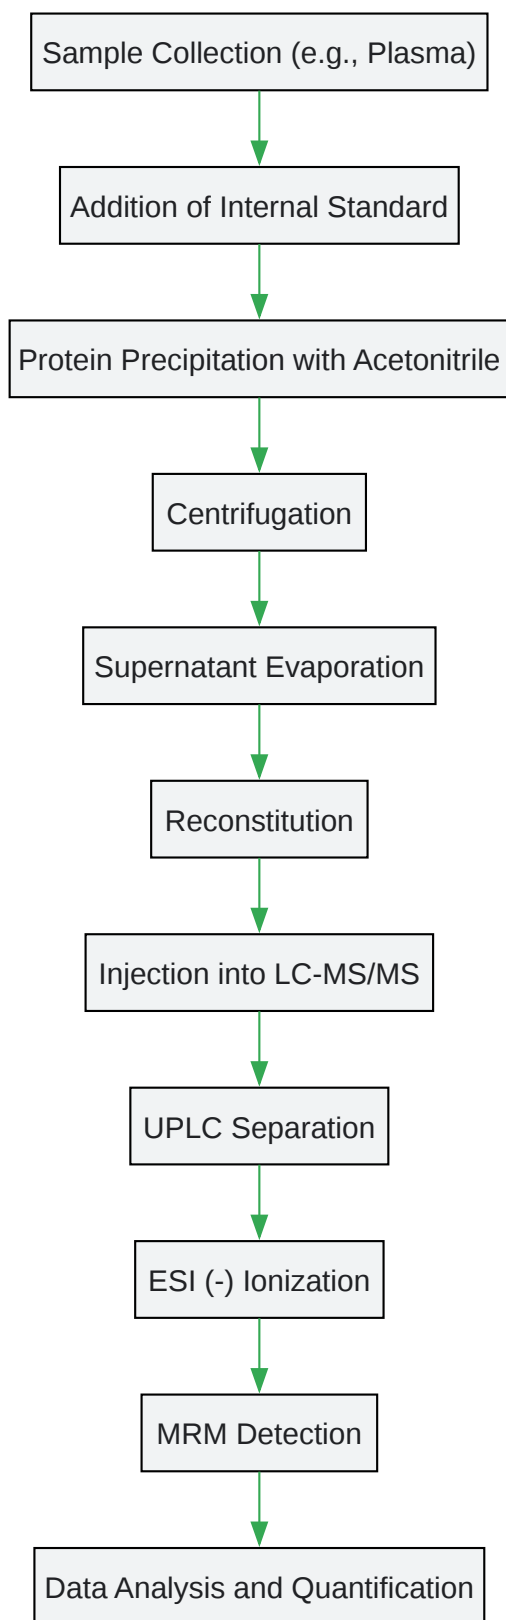 Sample Collection (e.g., Plasma)
Addition of Internal Standard
Protein Precipitation with Acetonitrile
Centrifugation
Supernatant Evaporation
Reconstitution
Injection into LC-MS/MS
UPLC Separation
ESI (-) Ionization
MRM Detection
Data Analysis and Quantification